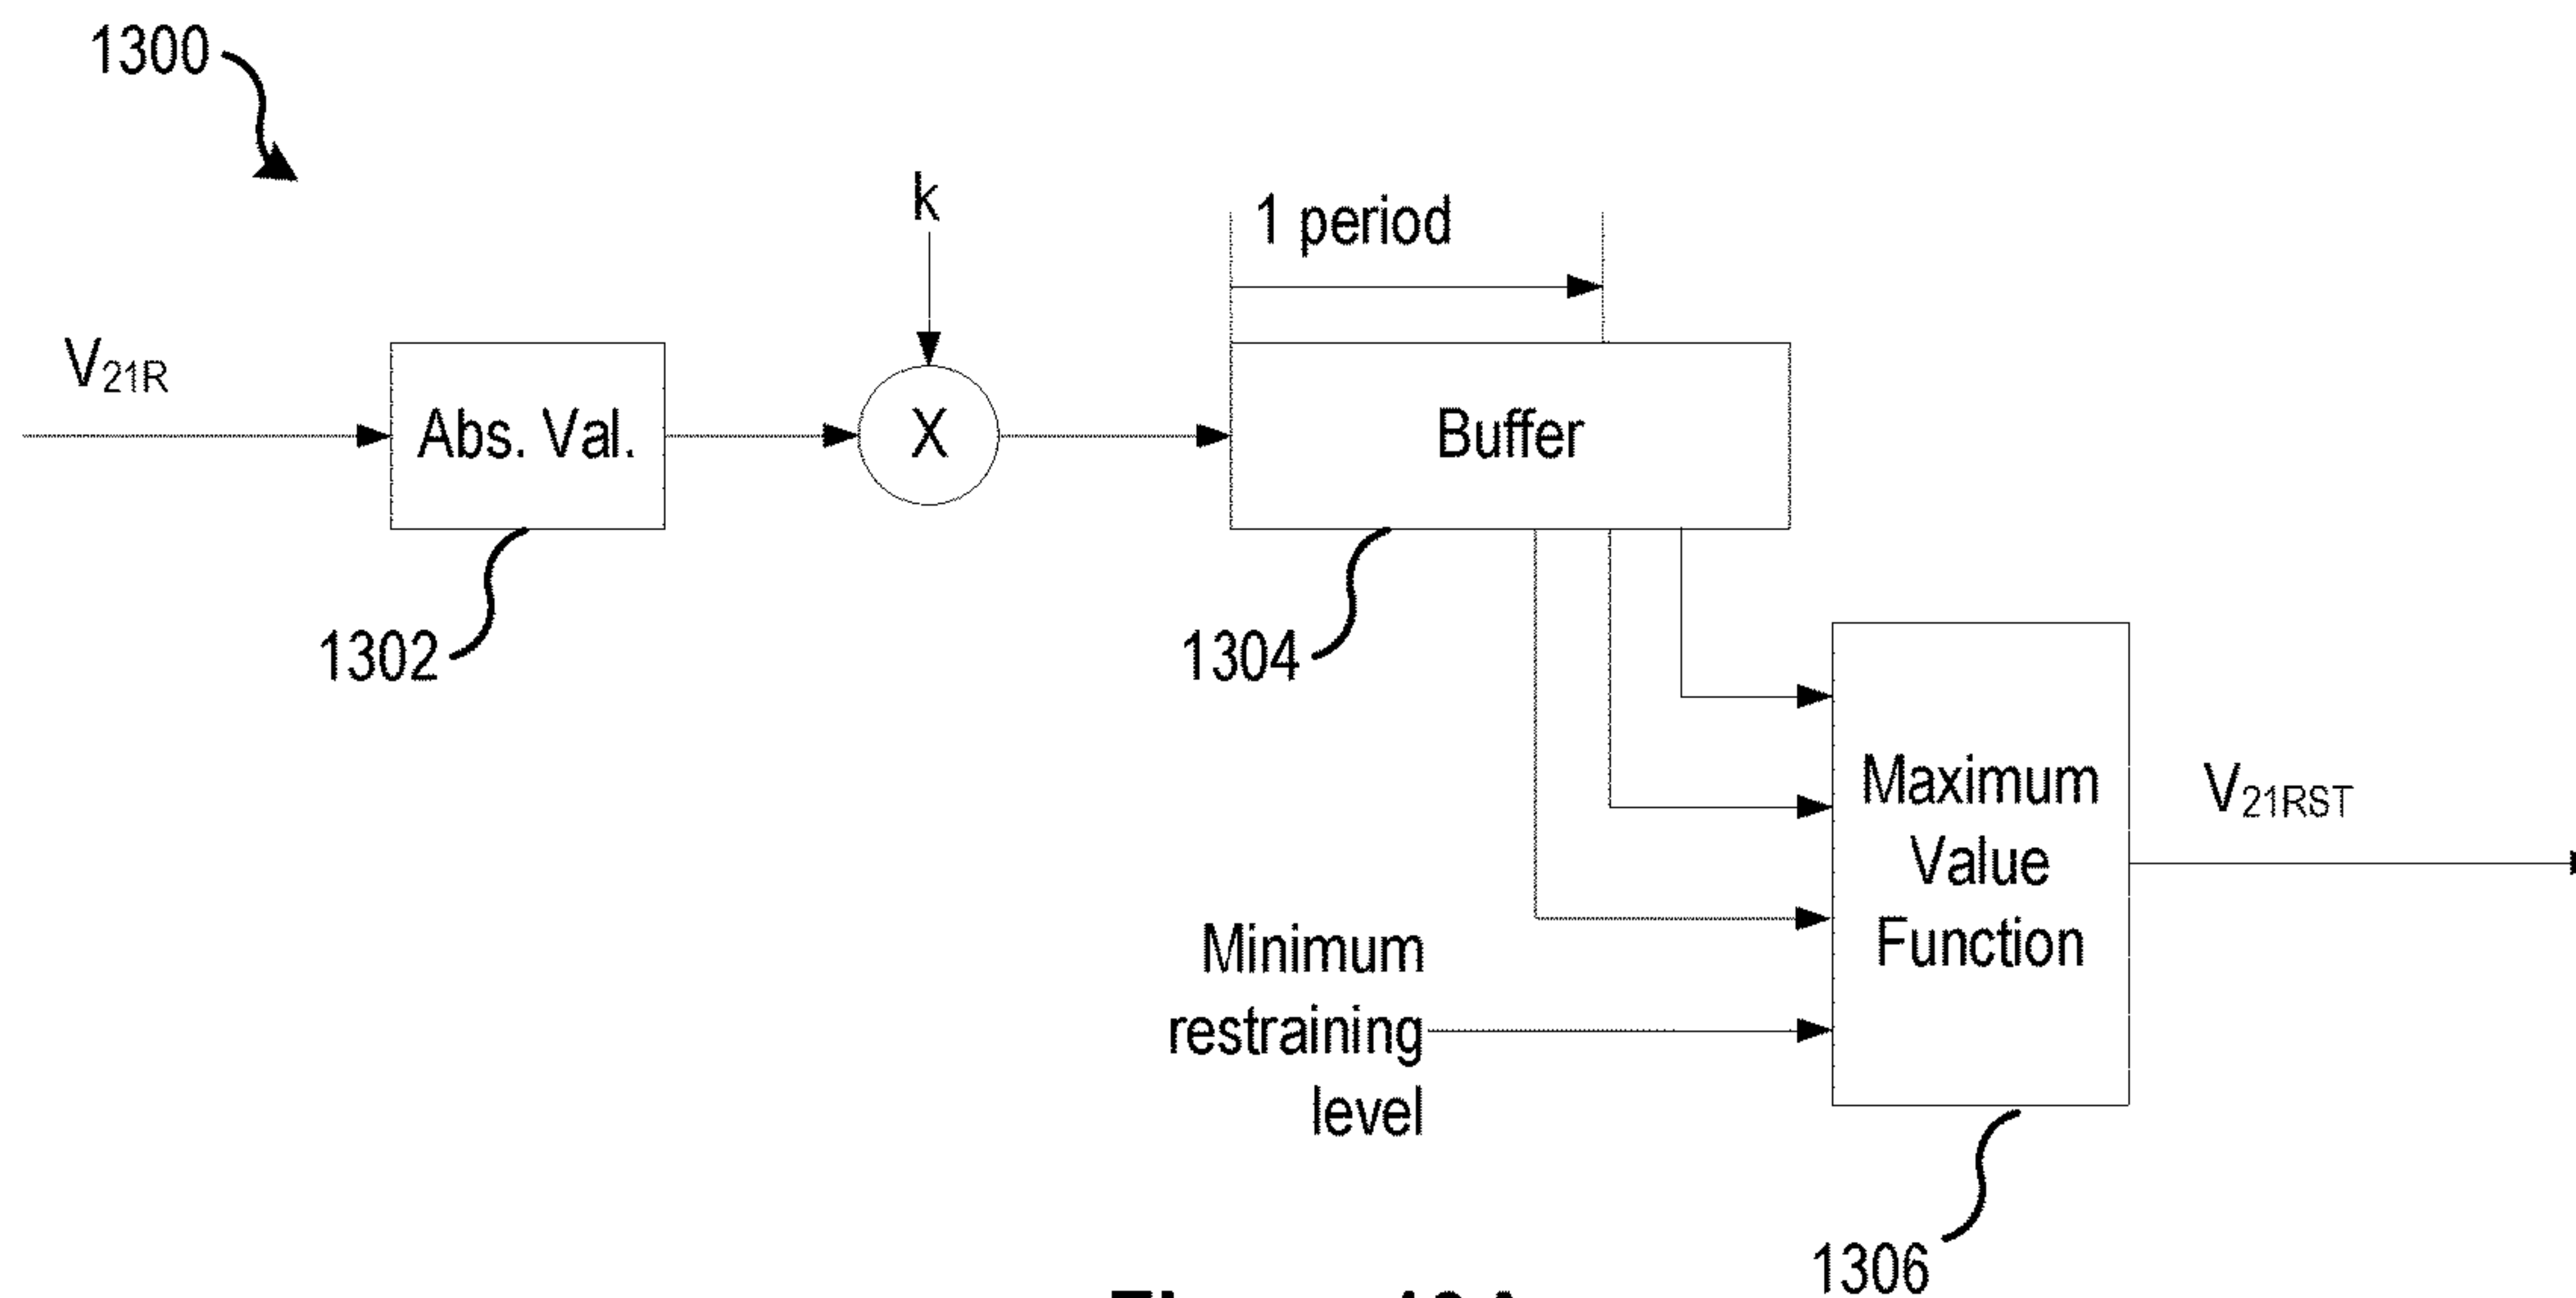 1300
k
1 period
V21R
Abs. Val.
X
Buffer
1302
1304
Maximum
Value
Function
V21RST
Minimum
restraining
level
1306